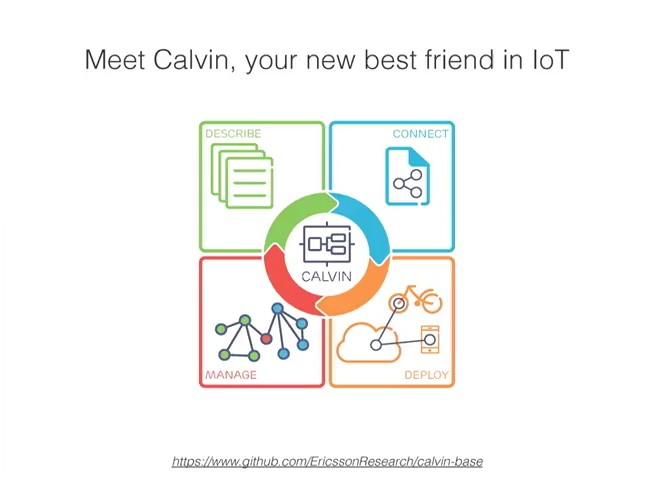 Meet Calvin, your new best friend in IoT
DESCRIBE
CONNECT
CALVIN
MANAGE
DEPLOY
https://www.github.com/EricssonResearch/calvin-base